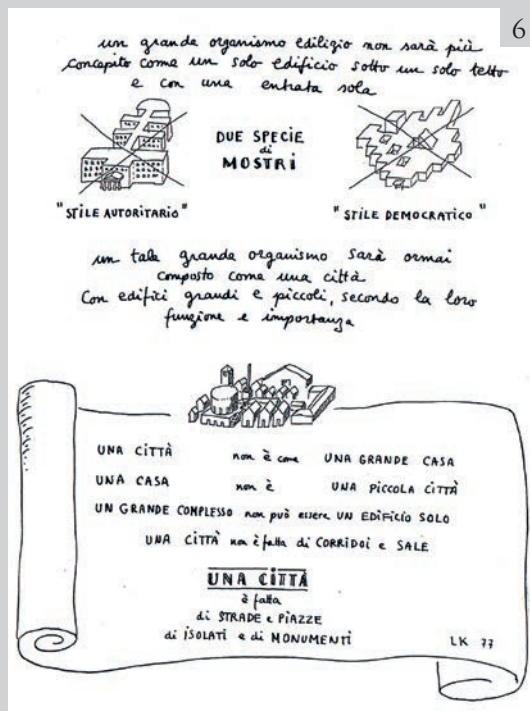 6
un grande organismo ediligio non sarà più
concepito come un solo edificio sotto un solo tetto
e con una entrata sola
DUE SPECIE
di
MOSTRI
"STILE AUTORITARIO"
"STILE DEMOCRATICO"
un tale grande organismo sarà ormai
composto come una città
Con edifici grandi e piccoli, secondo la loro
funzione e importanza
UNA CITTÀ non è come UNA GRANDE CASA
UNA CASA non è UNA PICCOLA CITTÀ
UN GRANDE COMPLESSO non può essere UN EDIFICIO SOLO
UNA CITTÀ non è fatta di CORRIDOI e SALE
UNA CITTÀ
è fatta
di STRADE e PIAZZE
di ISOLATI e di MONUMENTI
LK 77